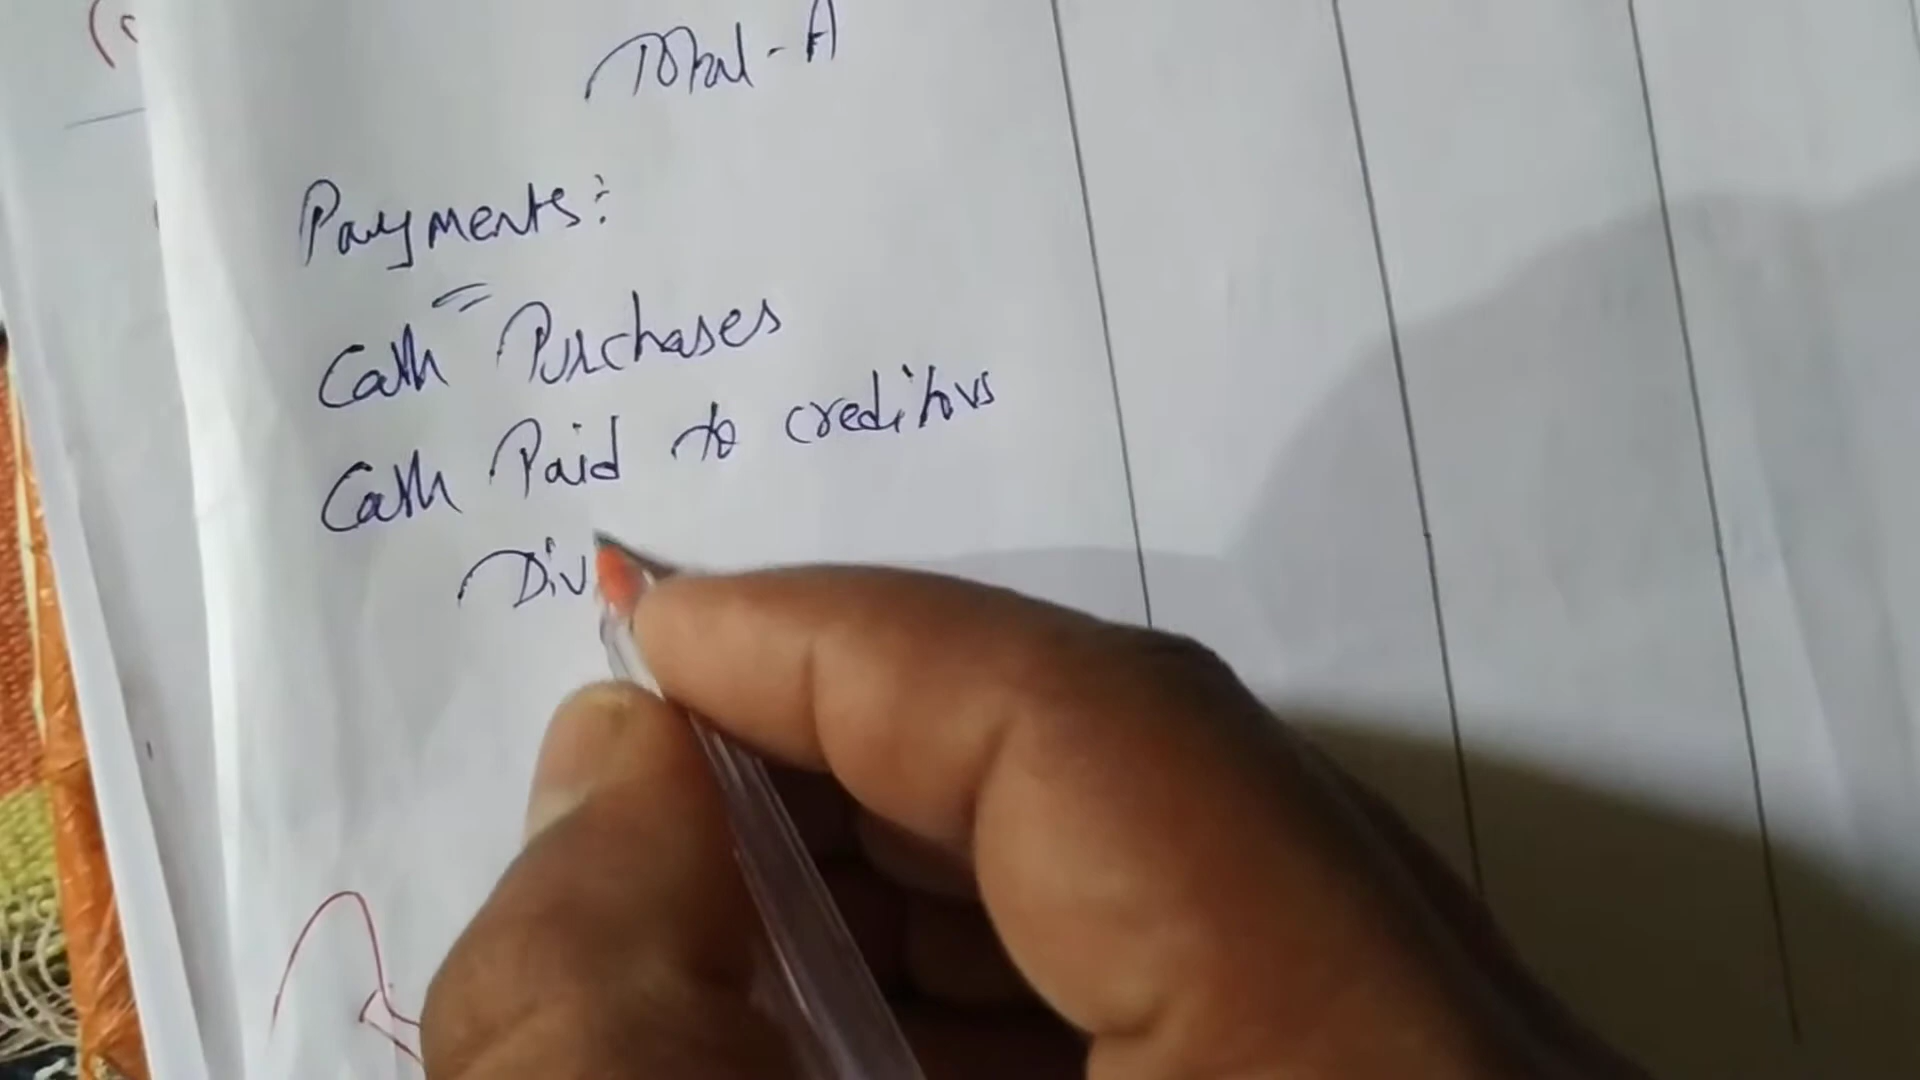 Total - A
Payments:
Cash Purchases
Cash Paid to creditors
Div